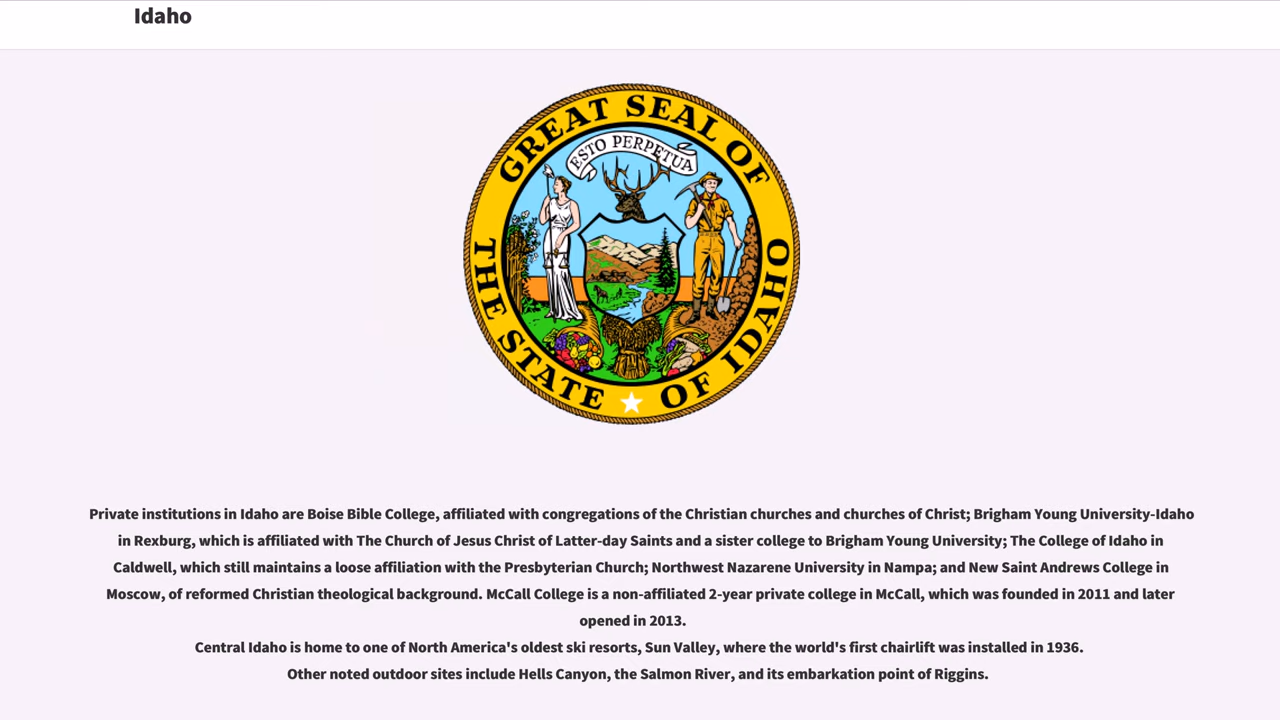 Idaho
GREAT SEAL OF
THE STATE ★ OF IDAHO
ESTO PERPETUA
Private institutions in Idaho are Boise Bible College, affiliated with congregations of the Christian churches and churches of Christ; Brigham Young University-Idaho
in Rexburg, which is affiliated with The Church of Jesus Christ of Latter-day Saints and a sister college to Brigham Young University; The College of Idaho in
Caldwell, which still maintains a loose affiliation with the Presbyterian Church; Northwest Nazarene University in Nampa; and New Saint Andrews College in
Moscow, of reformed Christian theological background. McCall College is a non-affiliated 2-year private college in McCall, which was founded in 2011 and later
opened in 2013.
Central Idaho is home to one of North America's oldest ski resorts, Sun Valley, where the world's first chairlift was installed in 1936.
Other noted outdoor sites include Hells Canyon, the Salmon River, and its embarkation point of Riggins.